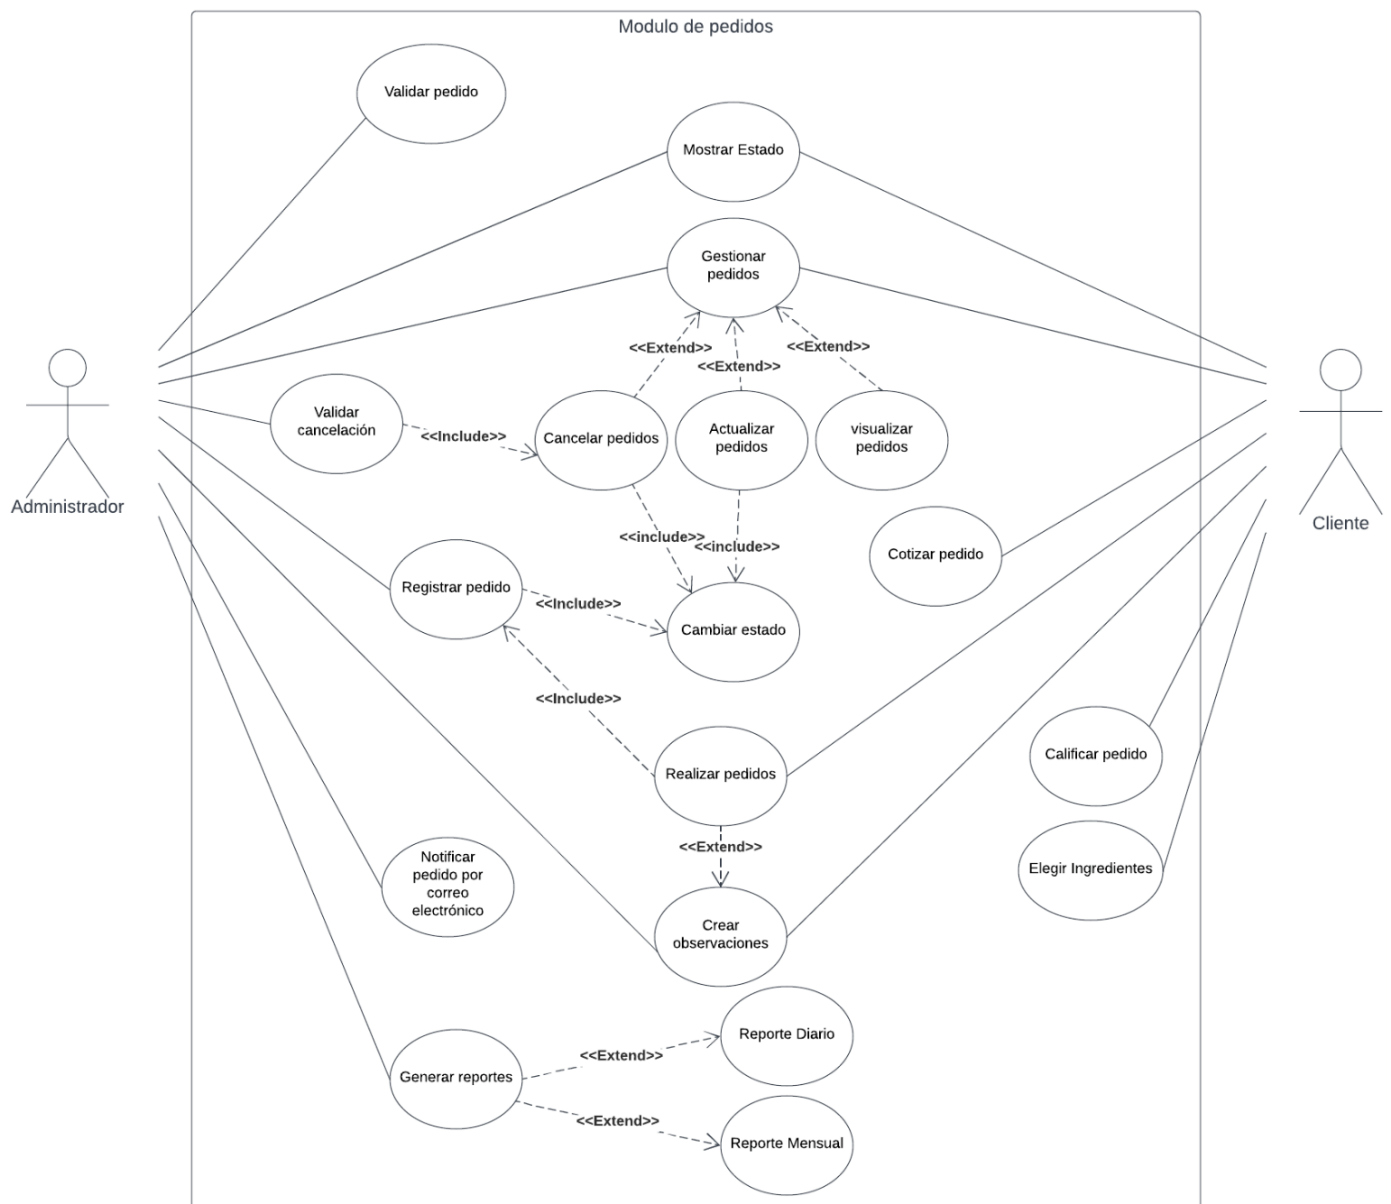 Modulo de pedidos
Validar pedido
Mostrar Estado
Gestionar
pedidos
<<Extend>>
<<Extend>>
<<Extend>>
Validar
cancelación
<<Include>>
Cancelar pedidos
Actualizar
pedidos
visualizar
pedidos
Administrador
Cliente
<<include>>
<<include>>
Cotizar pedido
Registrar pedido
<<Include>>
Cambiar estado
<<Include>>
Realizar pedidos
Calificar pedido
<<Extend>>
Notificar
pedido por
correo
electrónico
Elegir Ingredientes
Crear
observaciones
Reporte Diario
<<Extend>>
Generar reportes
<<Extend>>
Reporte Mensual